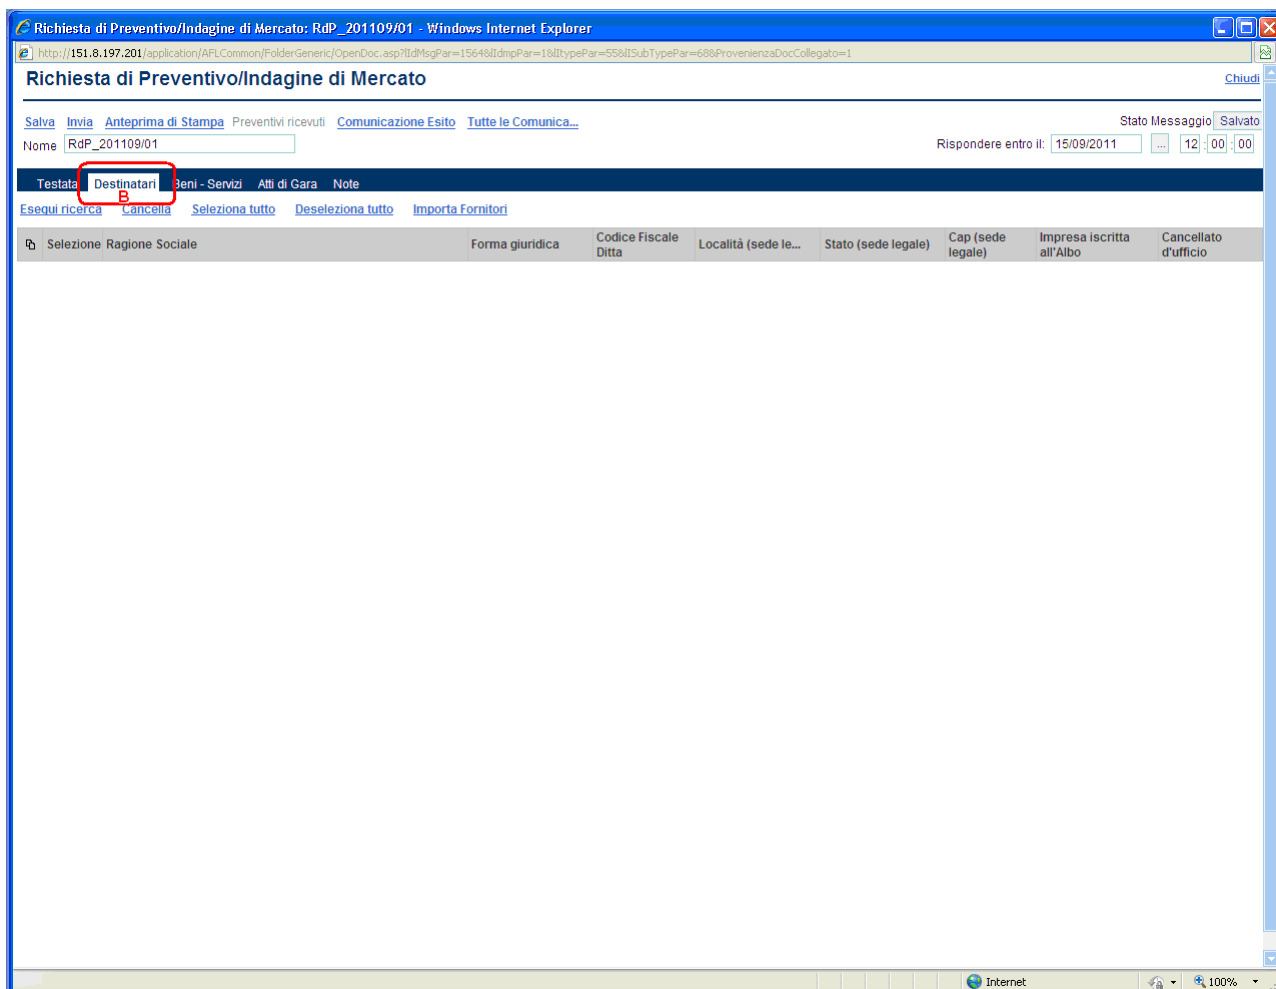 Richiesta di Preventivo/Indagine di Mercato: RdP_201109/01 - Windows Internet Explorer
http://151.8.197.201/application/AFLCommon/FolderGeneric/OpenDoc.asp?lIdMsgPar=1564&lIdmpPar=1&lItypePar=55&lISubTypePar=68&ProvenienzaDocCollegato=1
Richiesta di Preventivo/Indagine di Mercato Chiudi
Salva Invia Anteprima di Stampa Preventivi ricevuti Comunicazione Esito Tutte le Comunica... Stato Messaggio Salvato
Nome RdP_201109/01 Rispondere entro il: 15/09/2011 ... 12 : 00 : 00
Testata Destinatari Beni - Servizi Atti di Gara Note
B
Esegui ricerca Cancella Seleziona tutto Deseleziona tutto Importa Fornitori
Selezione Ragione Sociale Forma giuridica Codice Fiscale Ditta Località (sede le... Stato (sede legale) Cap (sede legale) Impresa iscritta all'Albo Cancellato d'ufficio
Internet 100%